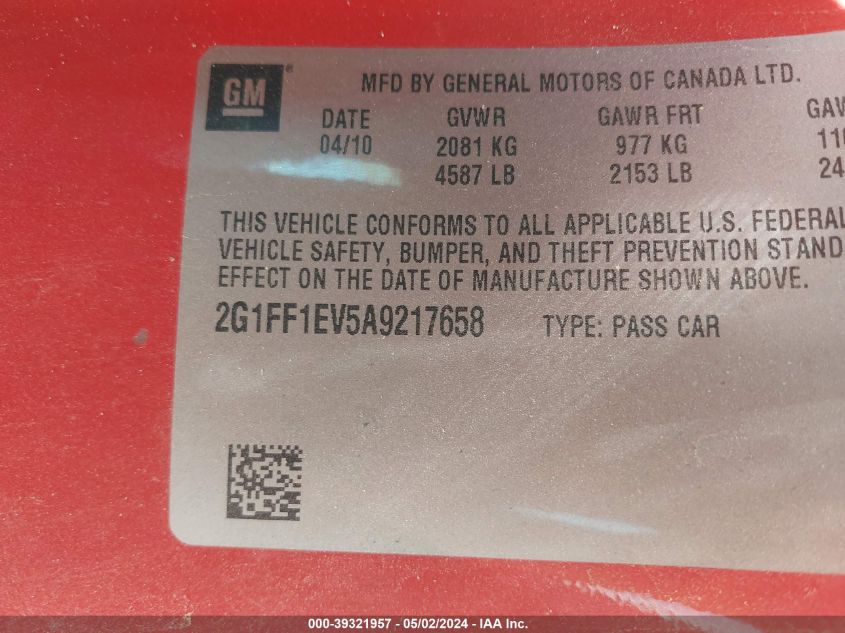 GM ®
MFD BY GENERAL MOTORS OF CANADA LTD.
DATE GVWR GAWR FRT
04/10 2081 KG 977 KG
4587 LB 2153 LB
THIS VEHICLE CONFORMS TO ALL APPLICABLE U.S. FEDERAL
VEHICLE SAFETY, BUMPER, AND THEFT PREVENTION STAND
EFFECT ON THE DATE OF MANUFACTURE SHOWN ABOVE.
2G1FF1EV5A9217658 TYPE: PASS CAR
000-39321957 / 05/02/2024 - IAA Inc.